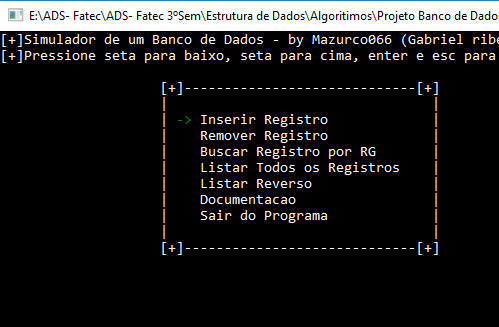 E:\ADS- Fatec\ADS- Fatec 3ºSem\Estrutura de Dados\Algoritimos\Projeto Banco de Dados
[+]Simulador de um Banco de Dados - by Mazurco066 (Gabriel ribe
[+]Pressione seta para baixo, seta para cima, enter e esc para
[+]-----------------------------[+]
-> Inserir Registro
Remover Registro
Buscar Registro por RG
Listar Todos os Registros
Listar Reverso
Documentacao
Sair do Programa
[+]-----------------------------[+]